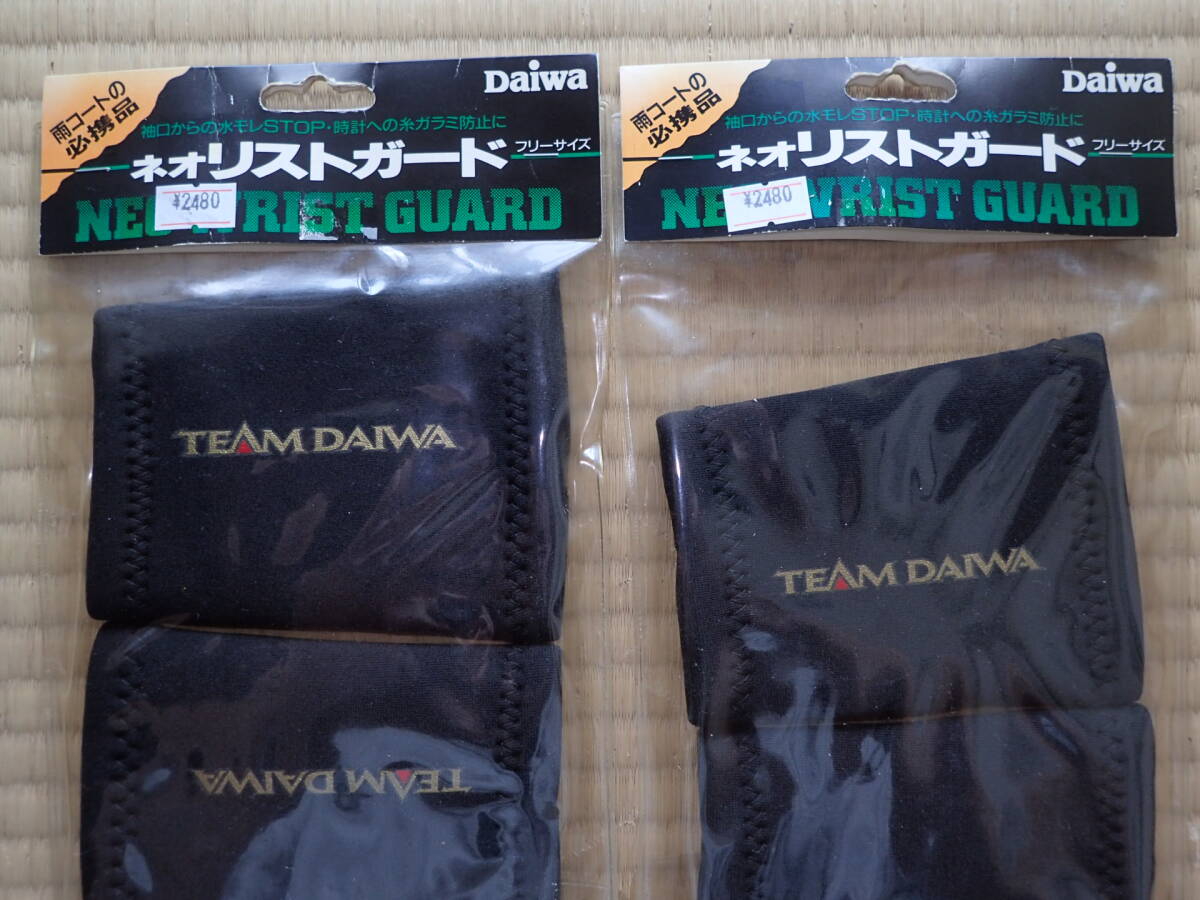 雨コートの
必携品
Daiwa
袖口からの水モレSTOP・時計への糸ガラミ防止に
ネオリストガード フリーサイズ
¥2480
NEO WRIST GUARD
TEAM DAIWA
TEAM DAIWA
雨コートの
必携品
Daiwa
袖口からの水モレSTOP・時計への糸ガラミ防止に
ネオリストガード フリーサイズ
¥2480
NE WRIST GUARD
TEAM DAIWA